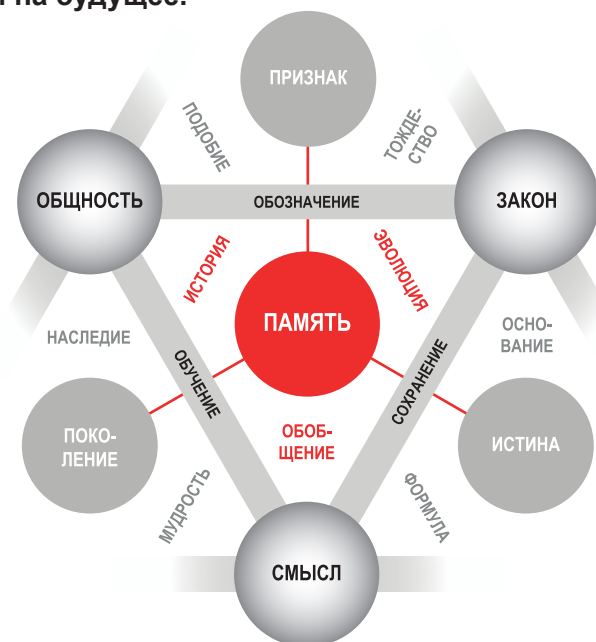 на будущее.
ПРИЗНАК
ПОДОБИЕ
ТОЖДЕ-
СТВО
ОБЩНОСТЬ
ОБОЗНАЧЕНИЕ
ЗАКОН
ИСТОРИЯ
ЭВОЛЮЦИЯ
ПАМЯТЬ
НАСЛЕДИЕ
ОСНО-
ВАНИЕ
ОБУЧЕНИЕ
СОХРАНЕНИЕ
ПОКО-
ЛЕНИЕ
ОБОБ-
ЩЕНИЕ
ИСТИНА
МУДРОСТЬ
ФОРМУЛА
СМЫСЛ